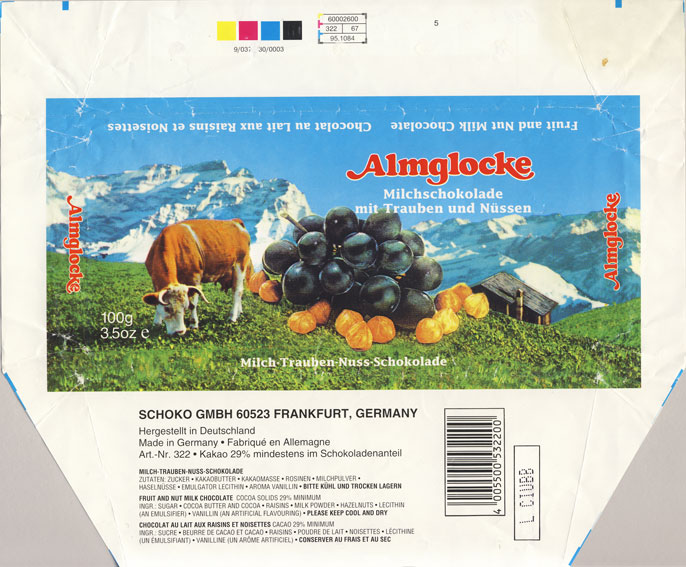 60002600
322 67
95.1084
5
9/037 30/0003
Fruit and Nut Milk Chocolate Chocolat au Lait aux Raisins et Noisettes
Almglocke
Milchschokolade
mit Trauben und Nüssen
Almglocke
Almglocke
100g
3.5oz e
Milch-Trauben-Nuss-Schokolade
SCHOKO GMBH 60523 FRANKFURT, GERMANY
Hergestellt in Deutschland
Made in Germany • Fabriqué en Allemagne
Art.-Nr. 322 • Kakao 29% mindestens im Schokoladenanteil
MILCH-TRAUBEN-NUSS-SCHOKOLADE
ZUTATEN: ZUCKER • KAKAOBUTTER • KAKAOMASSE • ROSINEN • MILCHPULVER •
HASELNÜSSE • EMULGATOR LECITHIN • AROMA VANILLIN • BITTE KÜHL UND TROCKEN LAGERN
FRUIT AND NUT MILK CHOCOLATE COCOA SOLIDS 29% MINIMUM
INGR.: SUGAR • COCOA BUTTER AND COCOA • RAISINS • MILK POWDER • HAZELNUTS • LECITHIN
(AN EMULSIFIER) • VANILLIN (AN ARTIFICIAL FLAVOURING) • PLEASE KEEP COOL AND DRY
CHOCOLAT AU LAIT AUX RAISINS ET NOISETTES CACAO 29% MINIMUM
INGR.: SUCRE • BEURRE DE CACAO ET CACAO • RAISINS • POUDRE DE LAIT • NOISETTES • LÉCITHINE
(UN ÉMULSIFIANT) • VANILLINE (UN ARÔME ARTIFICIEL) • CONSERVER AU FRAIS ET AU SEC
4 005500 532200